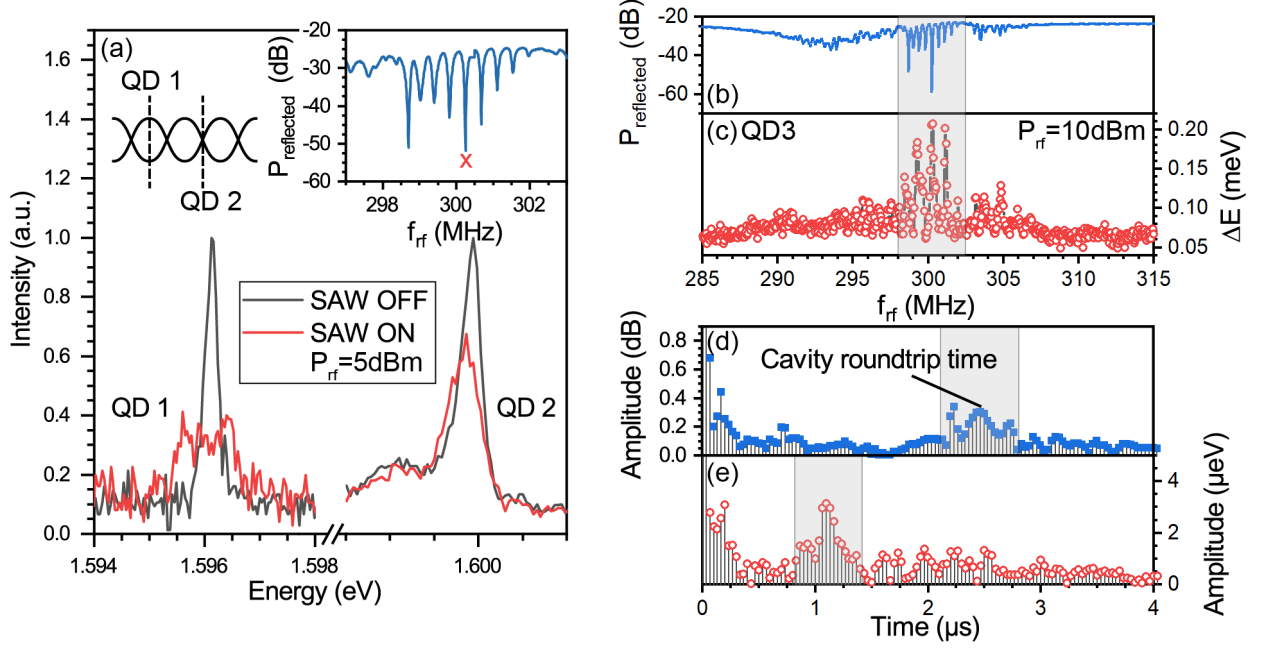 (a)
QD 1
QD 2
1.6
1.4
1.2
1.0
0.8
0.6
0.4
0.2
0.0
Intensity (a.u.)
1.594
1.596
1.598
1.600
Energy (eV)
-20
-30
-40
-50
-60
P_reflected (dB)
x
298
300
302
f_rf (MHz)
SAW OFF
SAW ON
P_rf=5dBm
QD 1
QD 2
-20
-40
-60
P_reflected (dB)
(b)
(c) QD3
P_rf=10dBm
0.20
0.15
0.10
0.05
ΔE (meV)
285
290
295
300
305
310
315
f_rf (MHz)
0.8
0.6
0.4
0.2
0.0
Amplitude (dB)
(d)
Cavity roundtrip time
(e)
4
2
0
Amplitude (µeV)
0
1
2
3
4
Time (µs)